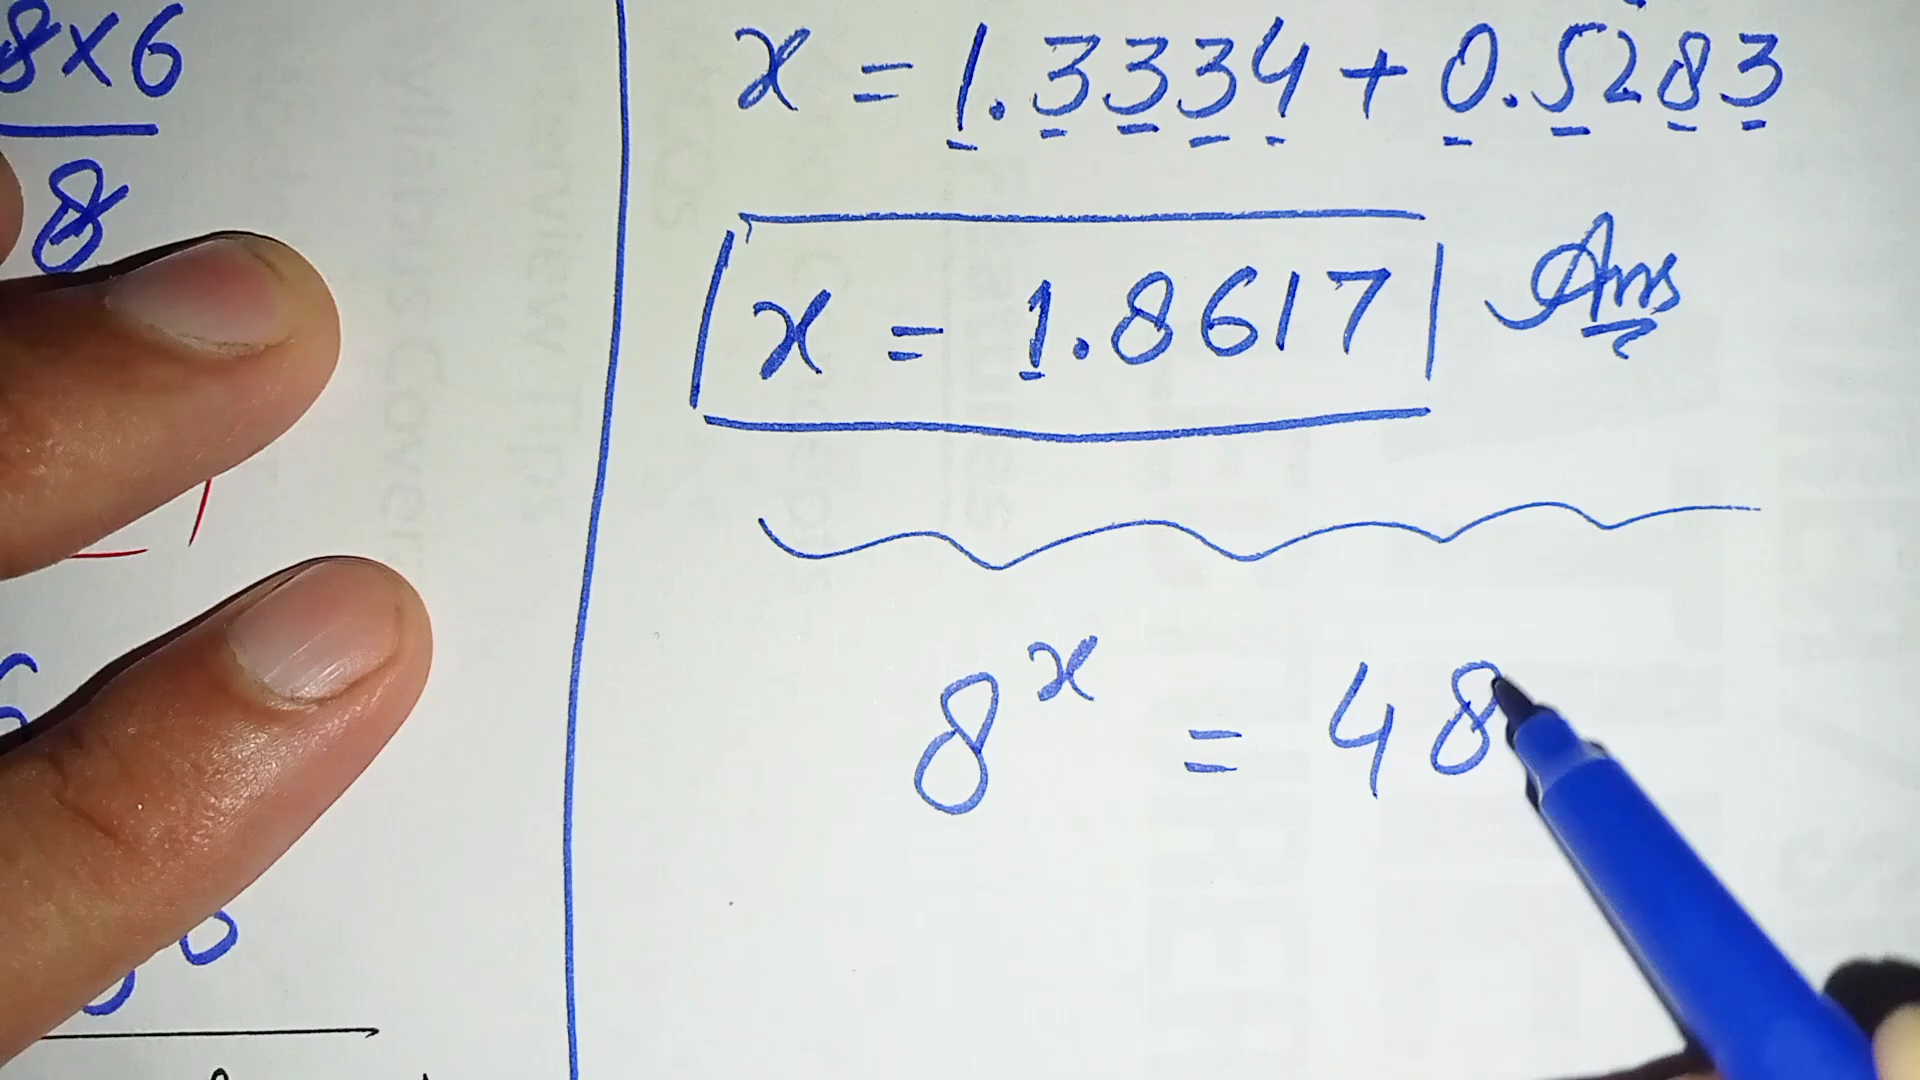 8×6
8
x = 1.3334 + 0.5283
x = 1.8617 Ans
8^x = 48